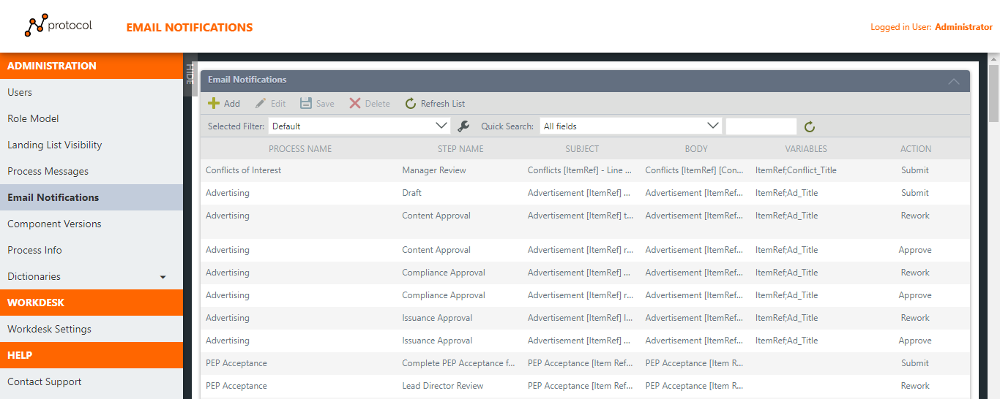 protocol
EMAIL NOTIFICATIONS
Logged in User: Administrator
ADMINISTRATION
Users
Role Model
Landing List Visibility
Process Messages
Email Notifications
Component Versions
Process Info
Dictionaries
WORKDESK
Workdesk Settings
HELP
Contact Support
HIDE
Email Notifications
Add Edit Save Delete Refresh List
Selected Filter: Default Quick Search: All fields
PROCESS NAME STEP NAME SUBJECT BODY VARIABLES ACTION
Conflicts of Interest Manager Review Conflicts [ItemRef] - Line ... Conflicts [ItemRef] [Con... ItemRef;Conflict_Title Submit
Advertising Draft Advertisement [ItemRef] ... Advertisement [ItemRef... ItemRef;Ad_Title Submit
Advertising Content Approval Advertisement [ItemRef] t... Advertisement [ItemRef... ItemRef;Ad_Title Rework
Advertising Content Approval Advertisement [ItemRef] r... Advertisement [ItemRef... ItemRef;Ad_Title Approve
Advertising Compliance Approval Advertisement [ItemRef] ... Advertisement [ItemRef... ItemRef;Ad_Title Rework
Advertising Compliance Approval Advertisement [ItemRef] r... Advertisement [ItemRef... ItemRef;Ad_Title Approve
Advertising Issuance Approval Advertisement [ItemRef] I... Advertisement [ItemRef... ItemRef;Ad_Title Rework
Advertising Issuance Approval Advertisement [ItemRef] ... Advertisement [ItemRef... ItemRef;Ad_Title Approve
PEP Acceptance Complete PEP Acceptance f... PEP Acceptance [Item Ref... PEP Acceptance [Item R... Submit
PEP Acceptance Lead Director Review PEP Acceptance [Item Ref... PEP Acceptance [Item R... Rework